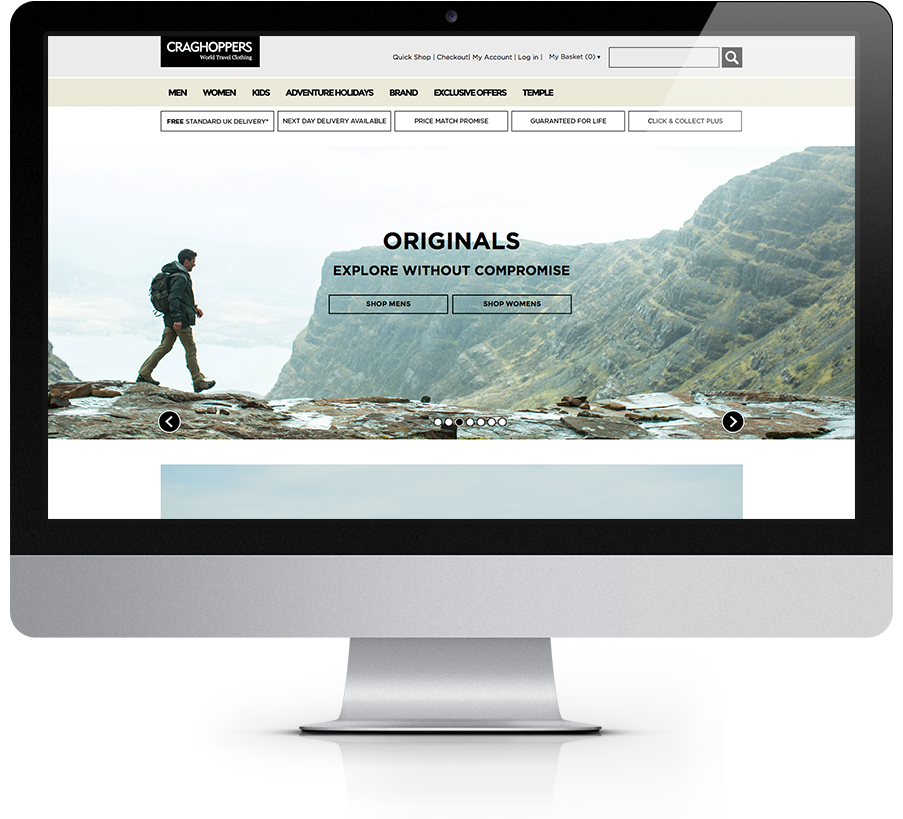 CRAGHOPPERS
World Travel Clothing
Quick Shop | Checkout| My Account | Log in | My Basket (0) ▾
MEN WOMEN KIDS ADVENTURE HOLIDAYS BRAND EXCLUSIVE OFFERS TEMPLE
FREE STANDARD UK DELIVERY* NEXT DAY DELIVERY AVAILABLE PRICE MATCH PROMISE GUARANTEED FOR LIFE CLICK & COLLECT PLUS
ORIGINALS
EXPLORE WITHOUT COMPROMISE
SHOP MENS SHOP WOMENS